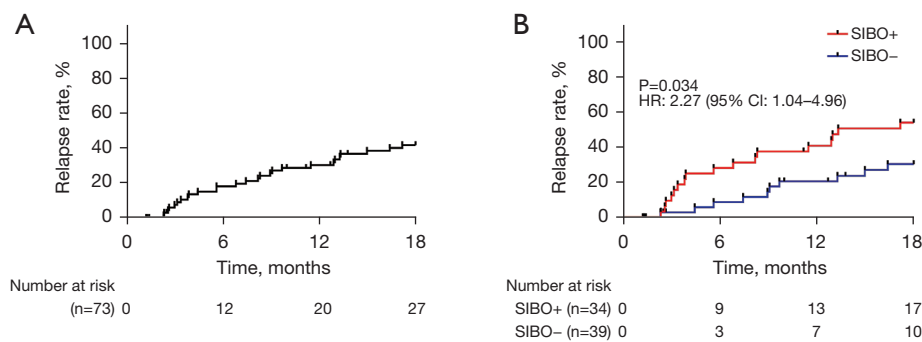 A
Relapse rate, %
100
80
60
40
20
0
0 6 12 18
Time, months
Number at risk
(n=73) 0 12 20 27
B
Relapse rate, %
100
80
60
40
20
0
SIBO+
SIBO−
P=0.034
HR: 2.27 (95% CI: 1.04–4.96)
0 6 12 18
Time, months
Number at risk
SIBO+ (n=34) 0 9 13 17
SIBO− (n=39) 0 3 7 10